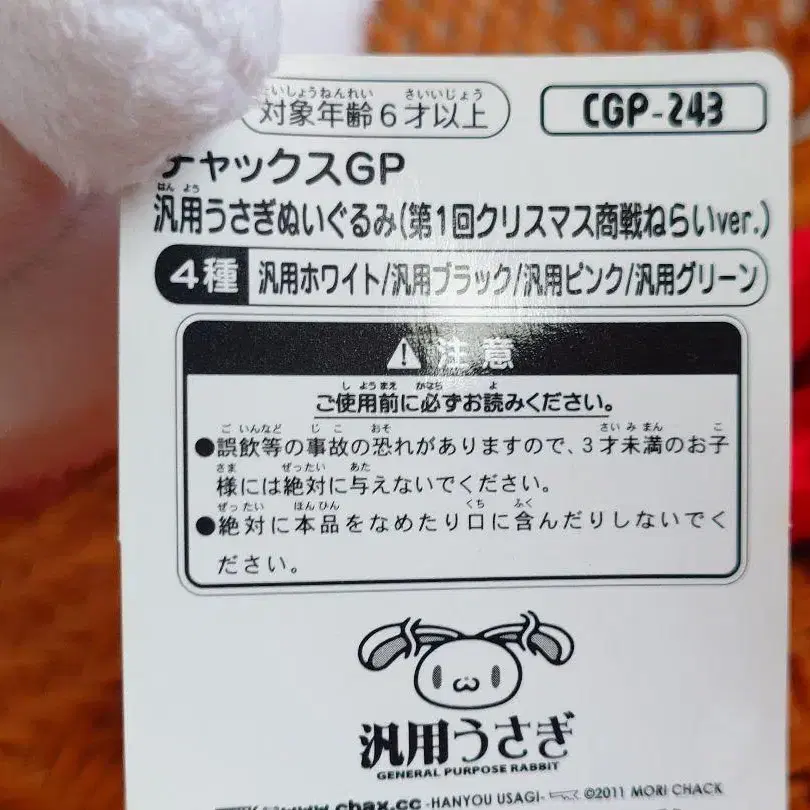 たいしょうねんれい さいいじょう
対象年齢6才以上
CGP-243
チャックスGP
はん よう
汎用うさぎぬいぐるみ(第1回クリスマス商戦ねらいver.)
4種 汎用ホワイト/汎用ブラック/汎用ピンク/汎用グリーン
注意
しようまえ かなら よ
ご使用前に必ずお読みください。
ご いんなど じ こ おそ さい み まん こ
●誤飲等の事故の恐れがありますので、3才未満のお子
さま ぜったい あた
様には絶対に与えないでください。
ぜったい ほんひん くち ふく
●絶対に本品をなめたり口に含んだりしないでく
ださい。
汎用うさぎ
GENERAL PURPOSE RABBIT
www.chax.cc -HANYOU USAGI- ©2011 MORI CHACK